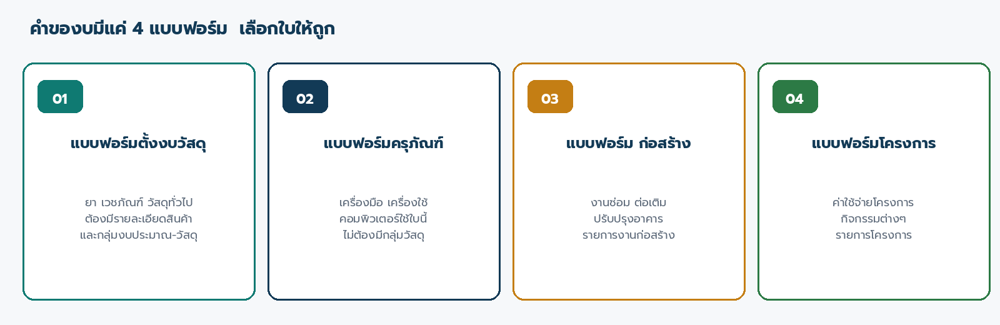 คำของบมีแค่ 4 แบบฟอร์ม เลือกใบให้ถูก
01
แบบฟอร์มตั้งงบวัสดุ
ยา เวชภัณฑ์ วัสดุทั่วไป
ต้องมีรายละเอียดสินค้า
และกลุ่มงบประมาณ-วัสดุ
02
แบบฟอร์มครุภัณฑ์
เครื่องมือ เครื่องใช้
คอมพิวเตอร์ใช้ใบนี้
ไม่ต้องมีกลุ่มวัสดุ
03
แบบฟอร์ม ก่อสร้าง
งานซ่อม ต่อเติม
ปรับปรุงอาคาร
รายการงานก่อสร้าง
04
แบบฟอร์มโครงการ
ค่าใช้จ่ายโครงการ
กิจกรรมต่างๆ
รายการโครงการ